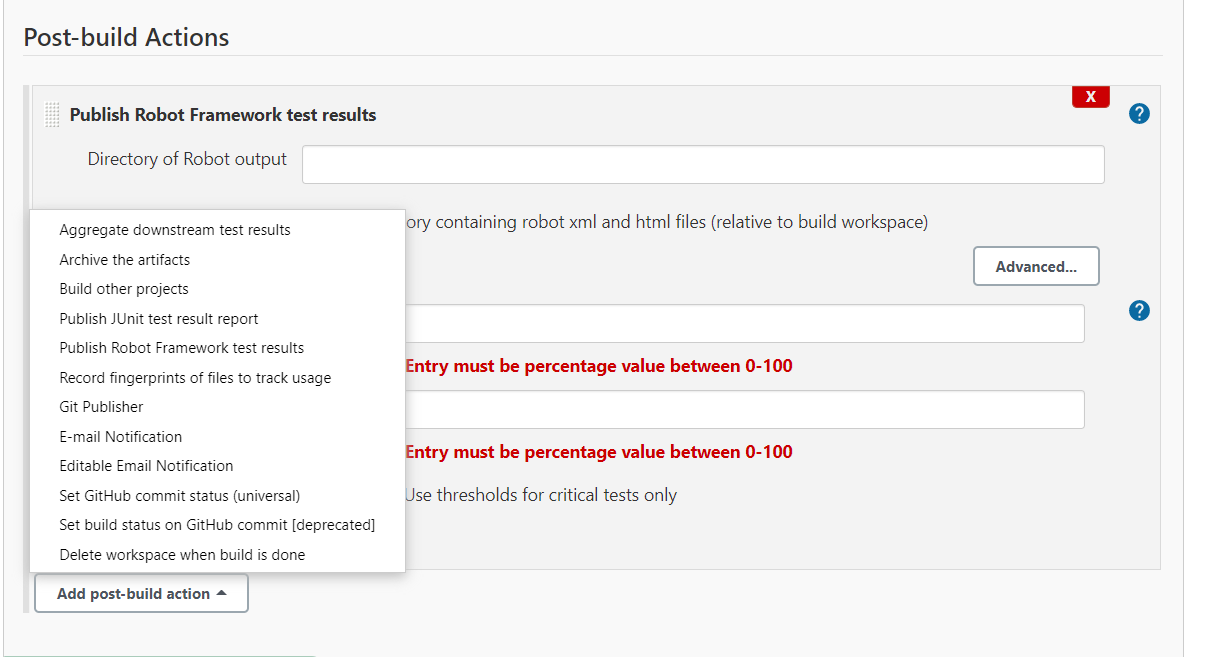 Post-build Actions
X
Publish Robot Framework test results
?
Directory of Robot output
ory containing robot xml and html files (relative to build workspace)
Advanced...
?
Entry must be percentage value between 0-100
Entry must be percentage value between 0-100
Use thresholds for critical tests only
Aggregate downstream test results
Archive the artifacts
Build other projects
Publish JUnit test result report
Publish Robot Framework test results
Record fingerprints of files to track usage
Git Publisher
E-mail Notification
Editable Email Notification
Set GitHub commit status (universal)
Set build status on GitHub commit [deprecated]
Delete workspace when build is done
Add post-build action